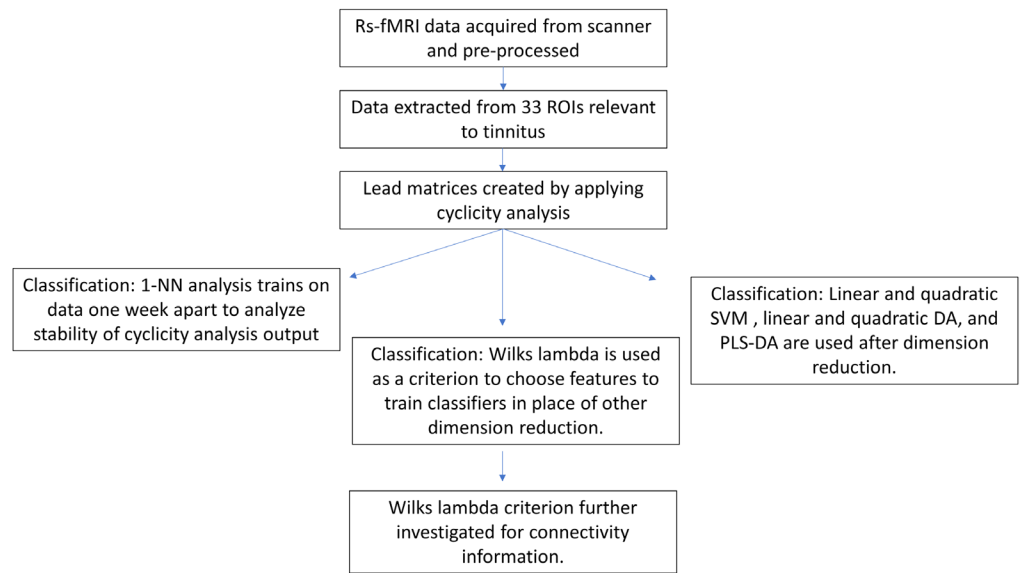 Rs-fMRI data acquired from scanner
and pre-processed
Data extracted from 33 ROIs relevant
to tinnitus
Lead matrices created by applying
cyclicity analysis
Classification: 1-NN analysis trains on
data one week apart to analyze
stability of cyclicity analysis output
Classification: Wilks lambda is used
as a criterion to choose features to
train classifiers in place of other
dimension reduction.
Classification: Linear and quadratic
SVM , linear and quadratic DA, and
PLS-DA are used after dimension
reduction.
Wilks lambda criterion further
investigated for connectivity
information.